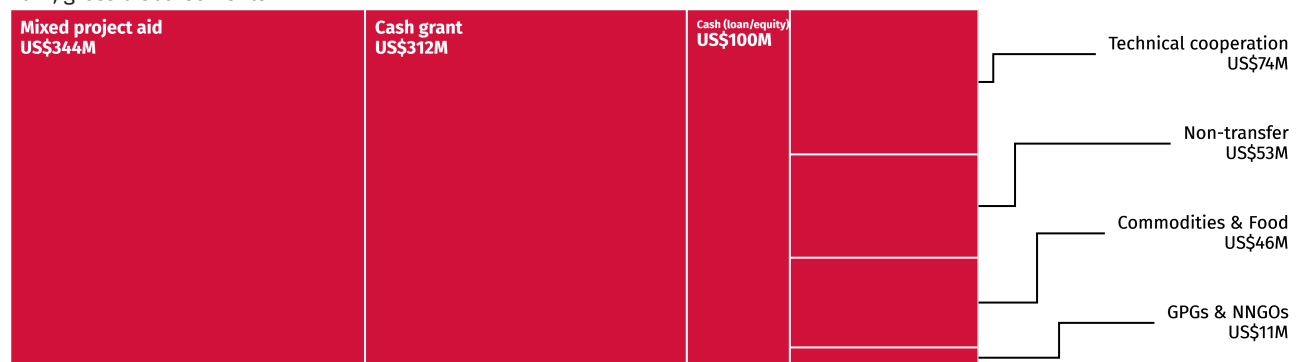 Mixed project aid
US$344M
Cash grant
US$312M
Cash (loan/equity)
US$100M
Technical cooperation
US$74M
Non-transfer
US$53M
Commodities & Food
US$46M
GPGs & NNGOs
US$11M